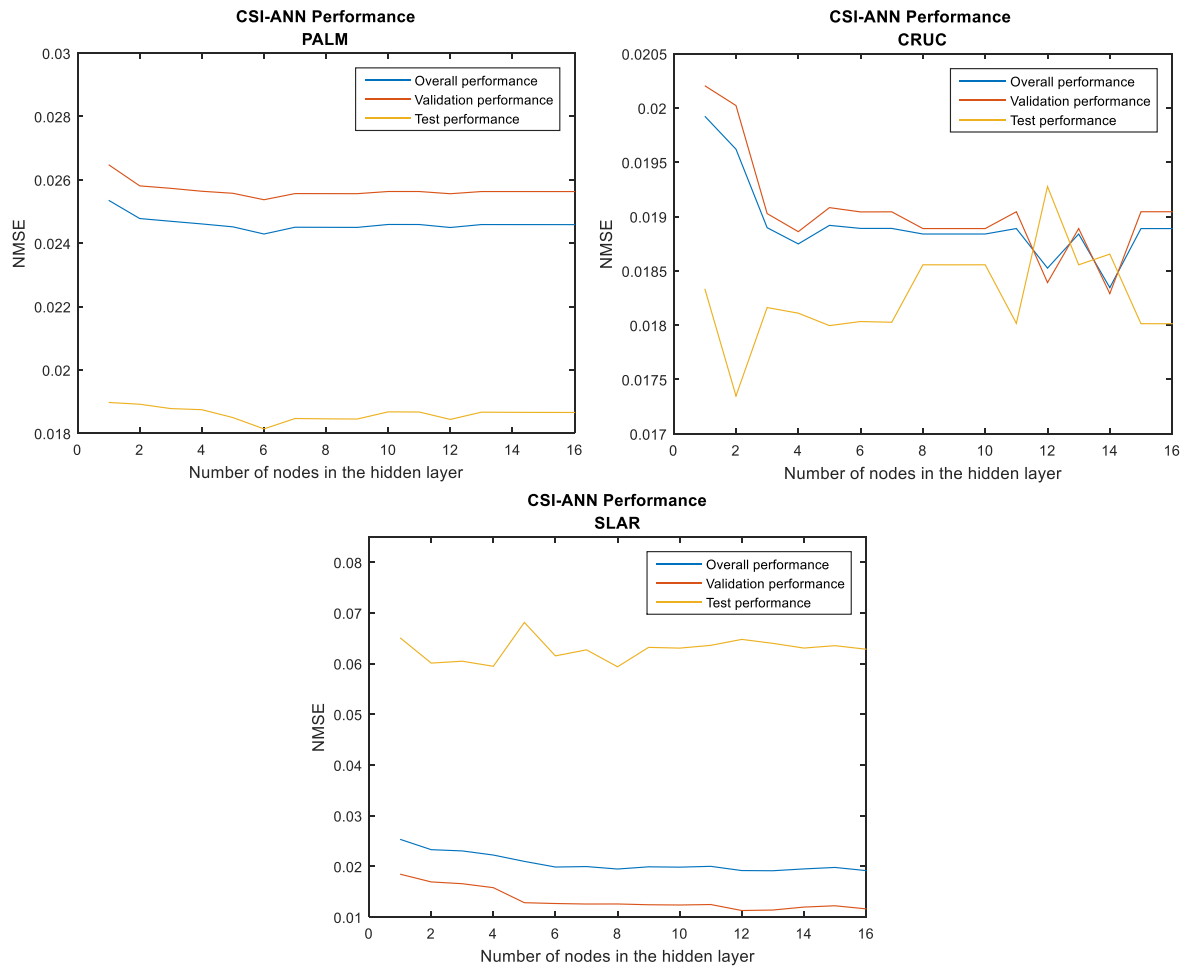 CSI-ANN Performance
PALM
0.03
0.028
0.026
0.024
0.022
0.02
0.018
NMSE
0 2 4 6 8 10 12 14 16
Number of nodes in the hidden layer
Overall performance
Validation performance
Test performance
CSI-ANN Performance
CRUC
0.0205
0.02
0.0195
0.019
0.0185
0.018
0.0175
0.017
NMSE
0 2 4 6 8 10 12 14 16
Number of nodes in the hidden layer
Overall performance
Validation performance
Test performance
CSI-ANN Performance
SLAR
0.08
0.07
0.06
0.05
0.04
0.03
0.02
0.01
NMSE
0 2 4 6 8 10 12 14 16
Number of nodes in the hidden layer
Overall performance
Validation performance
Test performance